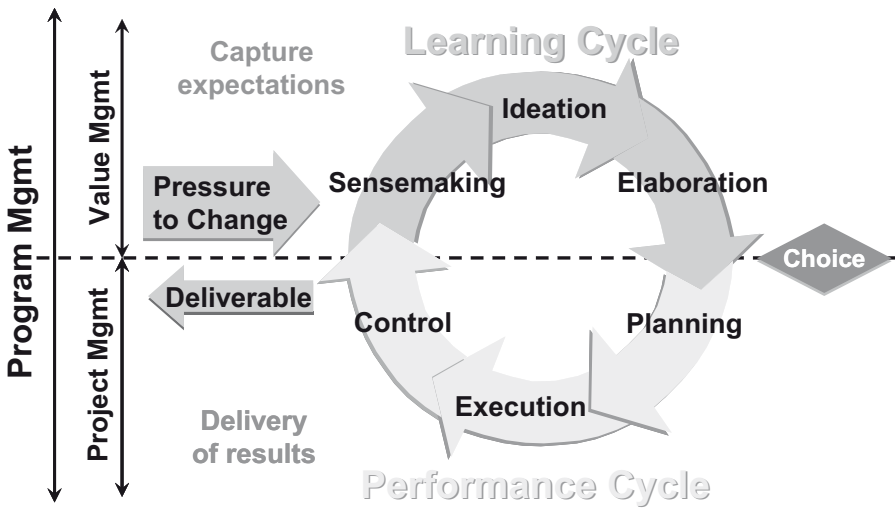 Learning Cycle
Capture
expectations
Ideation
Program Mgmt
Value Mgmt
Pressure
to Change
Sensemaking
Elaboration
Choice
Project Mgmt
Deliverable
Control
Planning
Execution
Delivery
of results
Performance Cycle